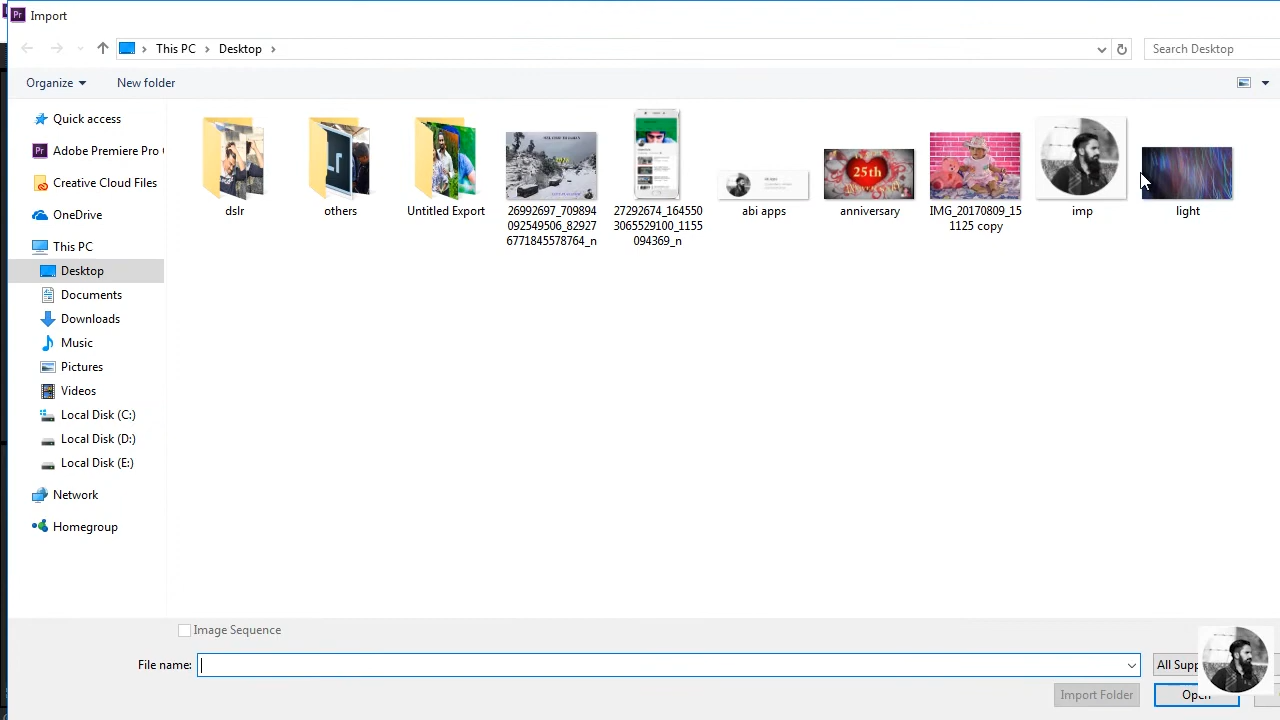 Pr Import
This PC > Desktop >
Search Desktop
Organize
New folder
Quick access
Pr Adobe Premiere Pro
Creative Cloud Files
OneDrive
This PC
Desktop
Documents
Downloads
Music
Pictures
Videos
Local Disk (C:)
Local Disk (D:)
Local Disk (E:)
Network
Homegroup
25th
dslr
others
Untitled Export
26992697_709894
092549506_82927
6771845578764_n
27292674_164550
3065529100_1155
094369_n
abi apps
anniversary
IMG_20170809_15
1125 copy
imp
light
Image Sequence
File name:
All Supp
Import Folder
Open